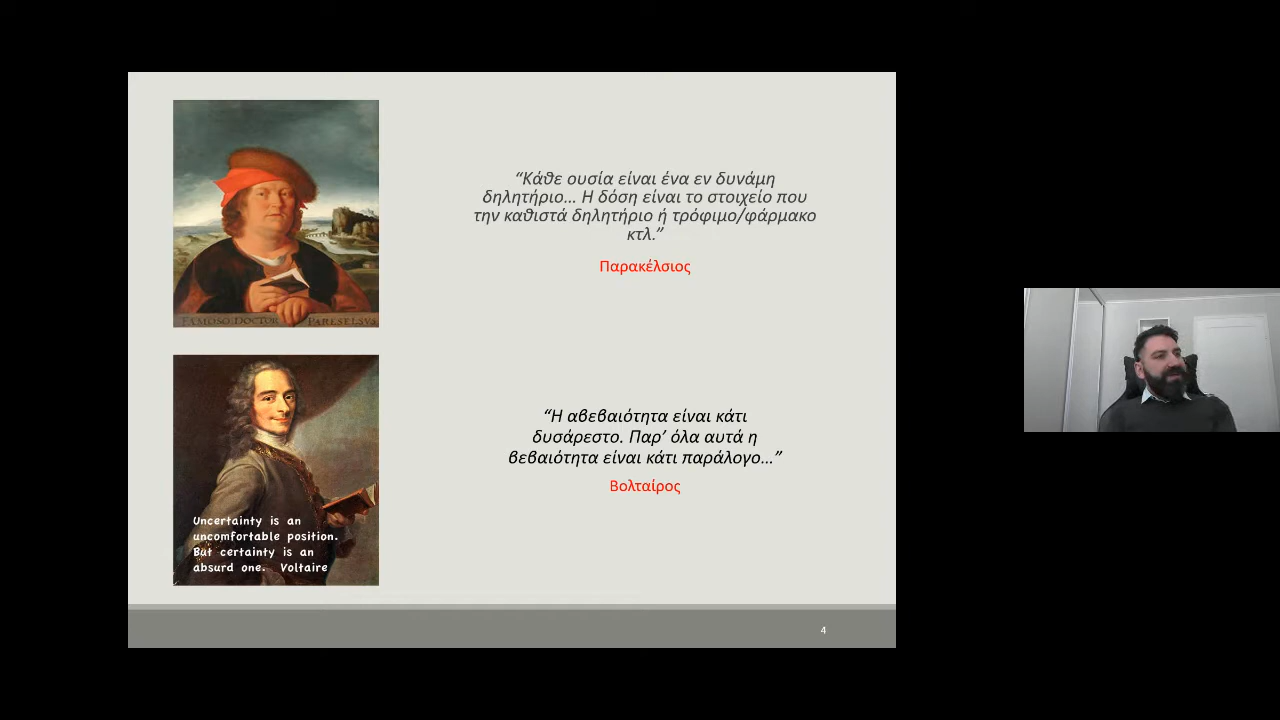 “Κάθε ουσία είναι ένα εν δυνάμη
δηλητήριο... Η δόση είναι το στοιχείο που
την καθιστά δηλητήριο ή τρόφιμο/φάρμακο
κτλ.”
Παρακέλσιος
FAMOSO DOCTOR PARESELSVS
“Η αβεβαιότητα είναι κάτι
δυσάρεστο. Παρ’ όλα αυτά η
βεβαιότητα είναι κάτι παράλογο...”
Βολταίρος
Uncertainty is an
uncomfortable position.
But certainty is an
absurd one. Voltaire
4